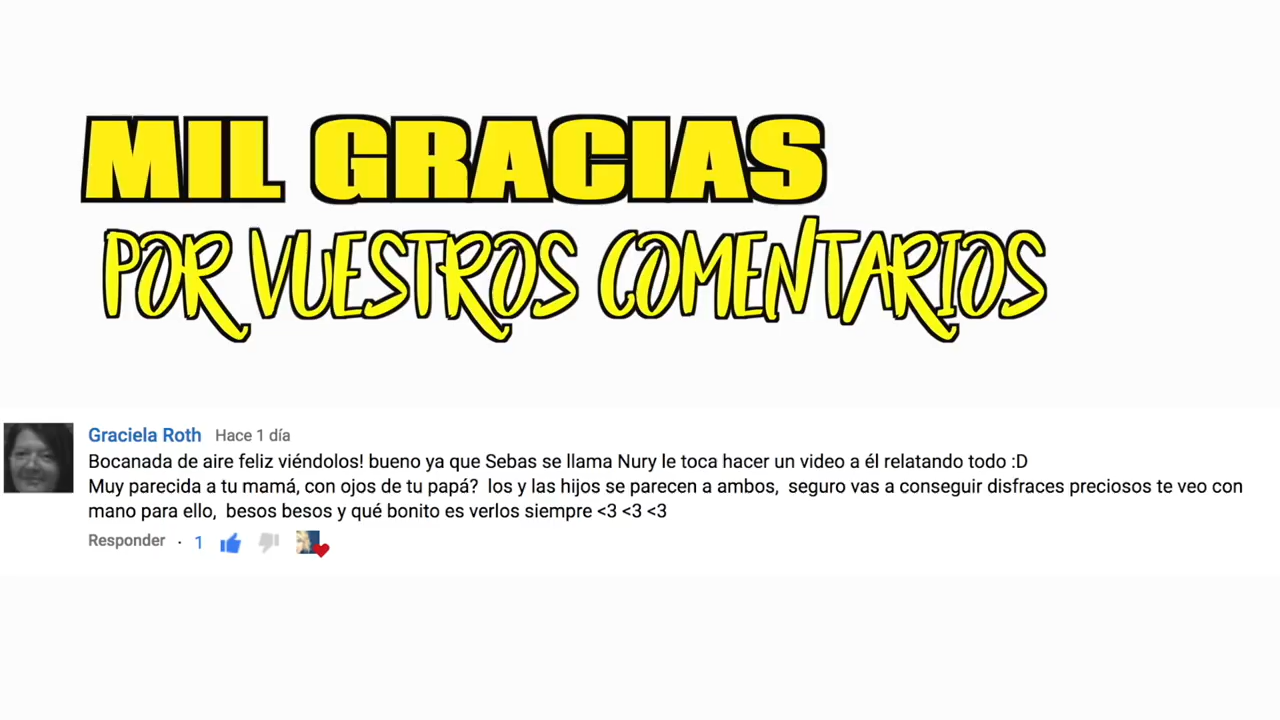 MIL GRACIAS
POR VUESTROS COMENTARIOS
Graciela Roth Hace 1 día
Bocanada de aire feliz viéndolos! bueno ya que Sebas se llama Nury le toca hacer un video a él relatando todo :D
Muy parecida a tu mamá, con ojos de tu papá? los y las hijos se parecen a ambos, seguro vas a conseguir disfraces preciosos te veo con
mano para ello, besos besos y qué bonito es verlos siempre <3 <3 <3
Responder · 1